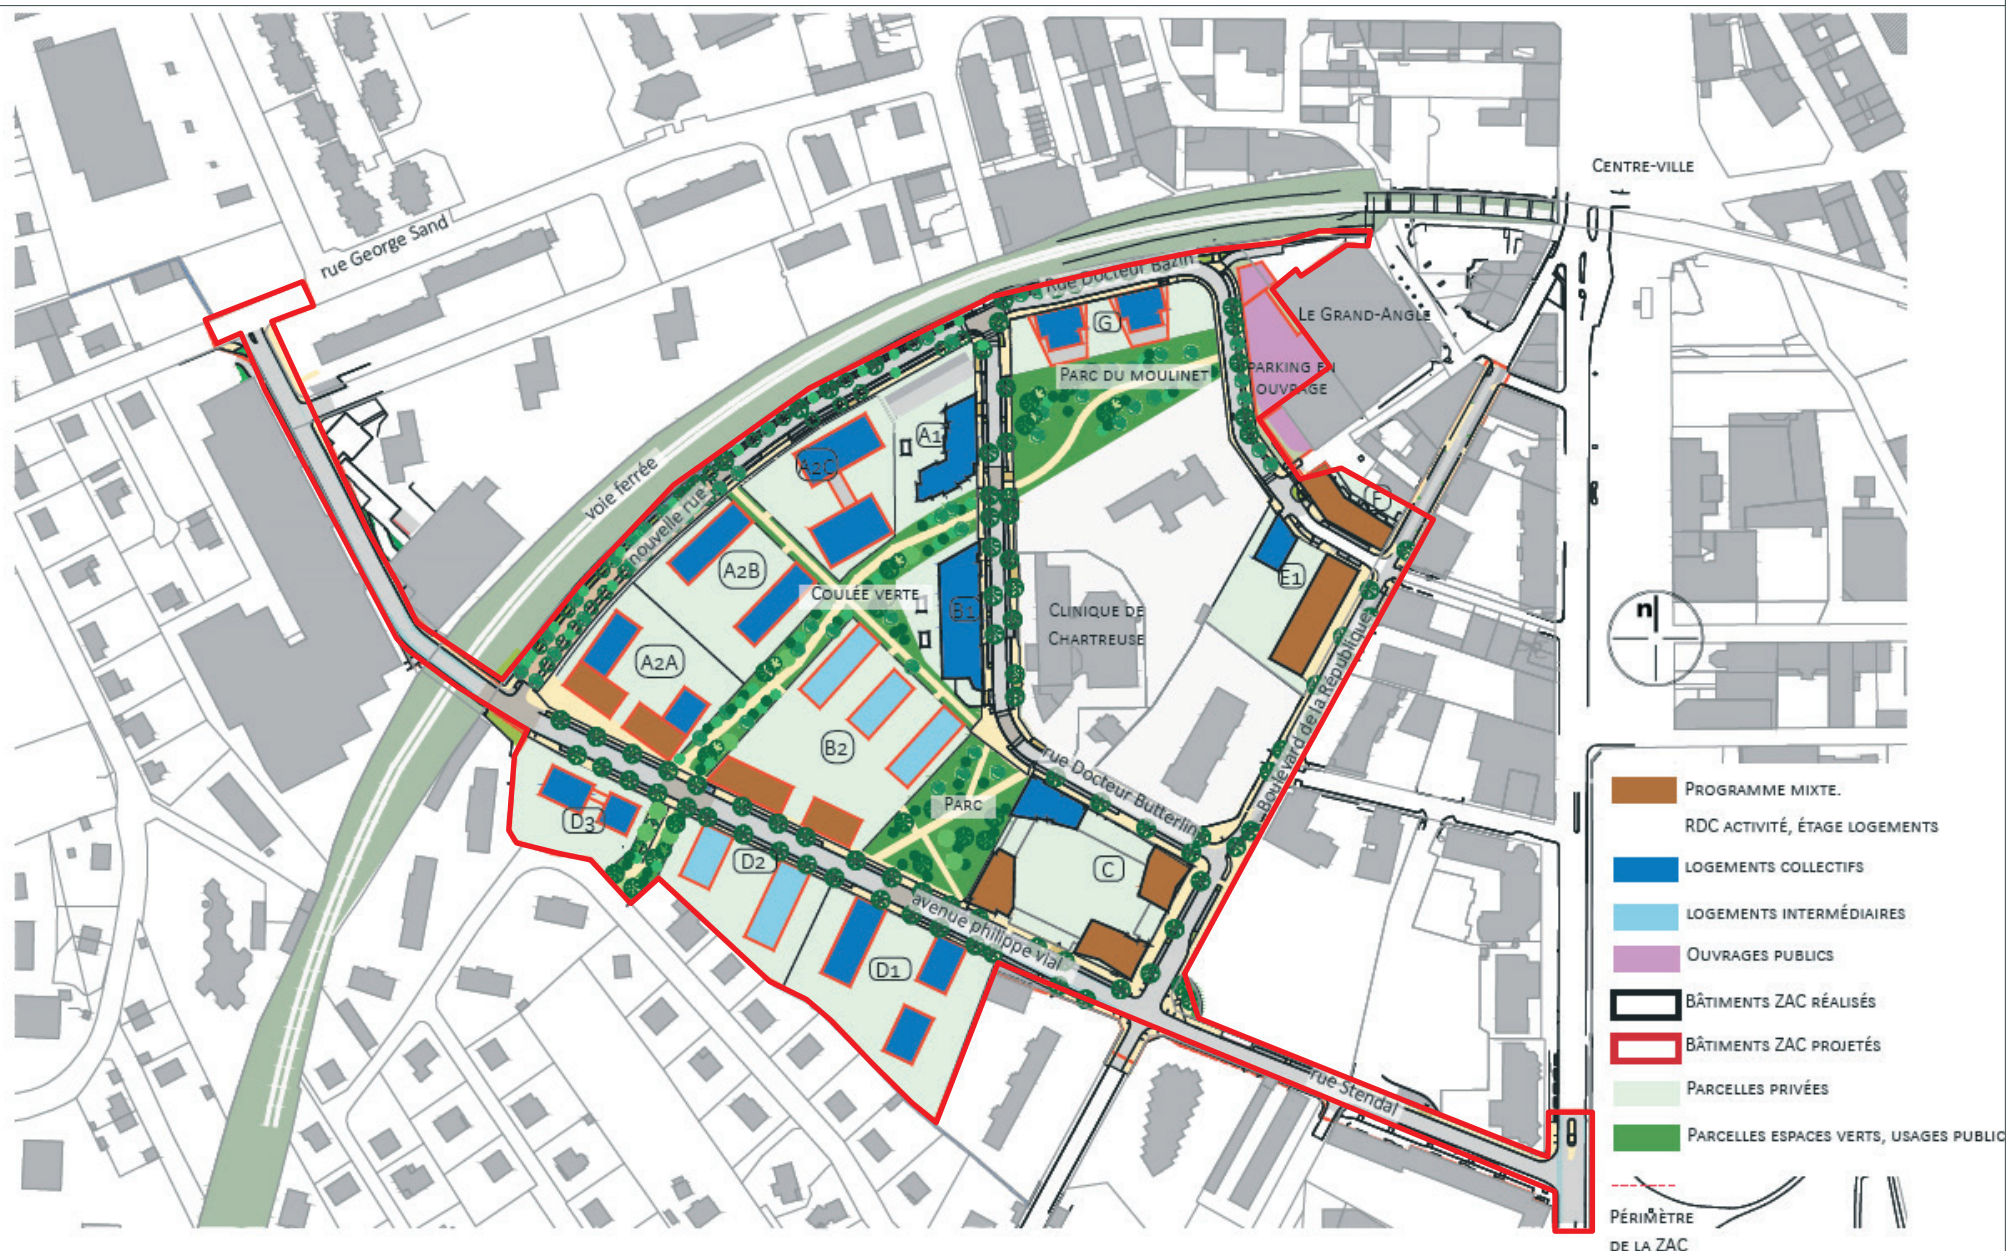 CENTRE-VILLE
rue George Sand
Rue Docteur Bazin
LE GRAND-ANGLE
G
PARC DU MOULINET
PARKING EN
OUVRAGE
A1
A2C
voie ferrée
nouvelle rue
F
A2B
E1
COULÉE VERTE
B1
CLINIQUE DE
CHARTREUSE
n
A2A
Boulevard de la République
B2
rue Docteur Butterlin
PARC
D3
D2
C
avenue philippe vial
D1
rue Stendal
PROGRAMME MIXTE.
RDC ACTIVITÉ, ÉTAGE LOGEMENTS
LOGEMENTS COLLECTIFS
LOGEMENTS INTERMÉDIAIRES
OUVRAGES PUBLICS
BÂTIMENTS ZAC RÉALISÉS
BÂTIMENTS ZAC PROJETÉS
PARCELLES PRIVÉES
PARCELLES ESPACES VERTS, USAGES PUBLIC
PÉRIMÈTRE
DE LA ZAC